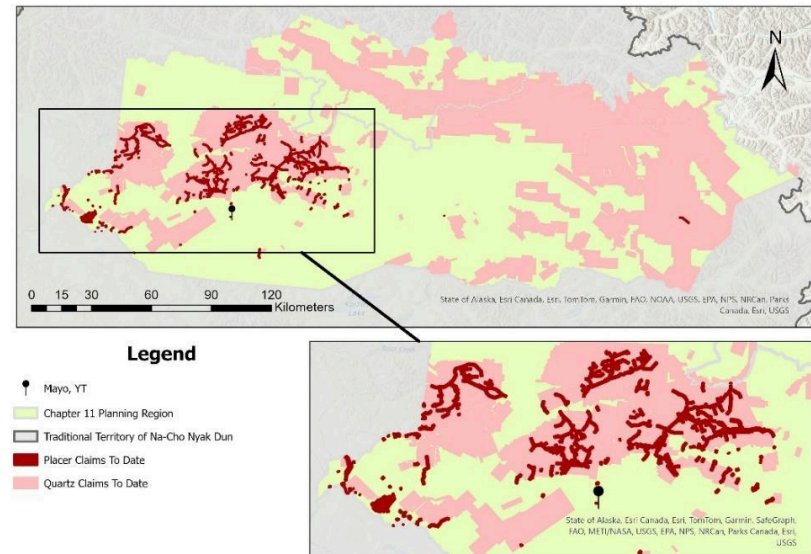 N
0 15 30 60 90 120
Kilometers
State of Alaska, Esri Canada, Esri, TomTom, Garmin, FAO, NOAA, USGS, EPA, NPS, NRCan, Parks
Canada, Esri, USGS
Legend
Mayo, YT
Chapter 11 Planning Region
Traditional Territory of Na-Cho Nyak Dun
Placer Claims To Date
Quartz Claims To Date
State of Alaska, Esri Canada, Esri, TomTom, Garmin, SafeGraph,
FAO, METI/NASA, USGS, EPA, NPS, NRCan, Parks Canada, Esri,
USGS